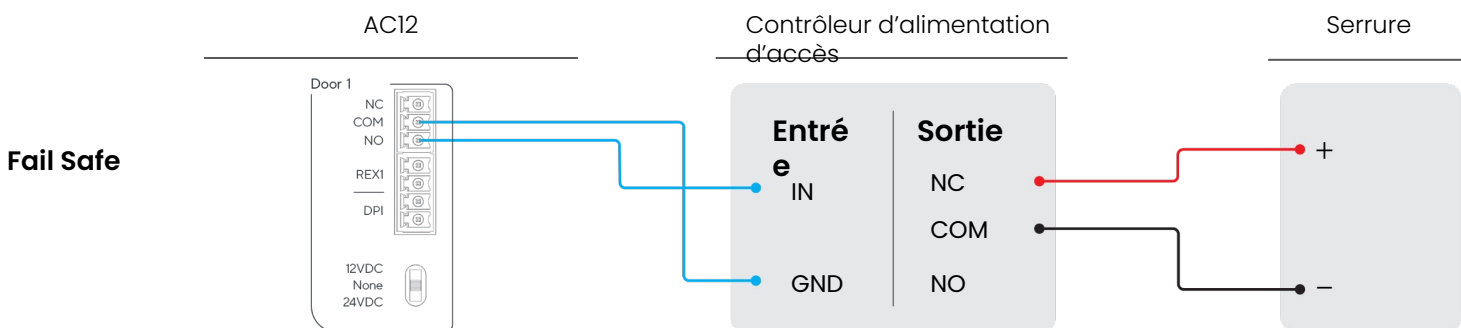 AC12
Contrôleur d’alimentation
d’accès
Serrure
Fail Safe
Door 1
NC
COM
NO
REX1
DPI
12VDC
None
24VDC
Entré
e
IN
GND
Sortie
NC
COM
NO
+
−